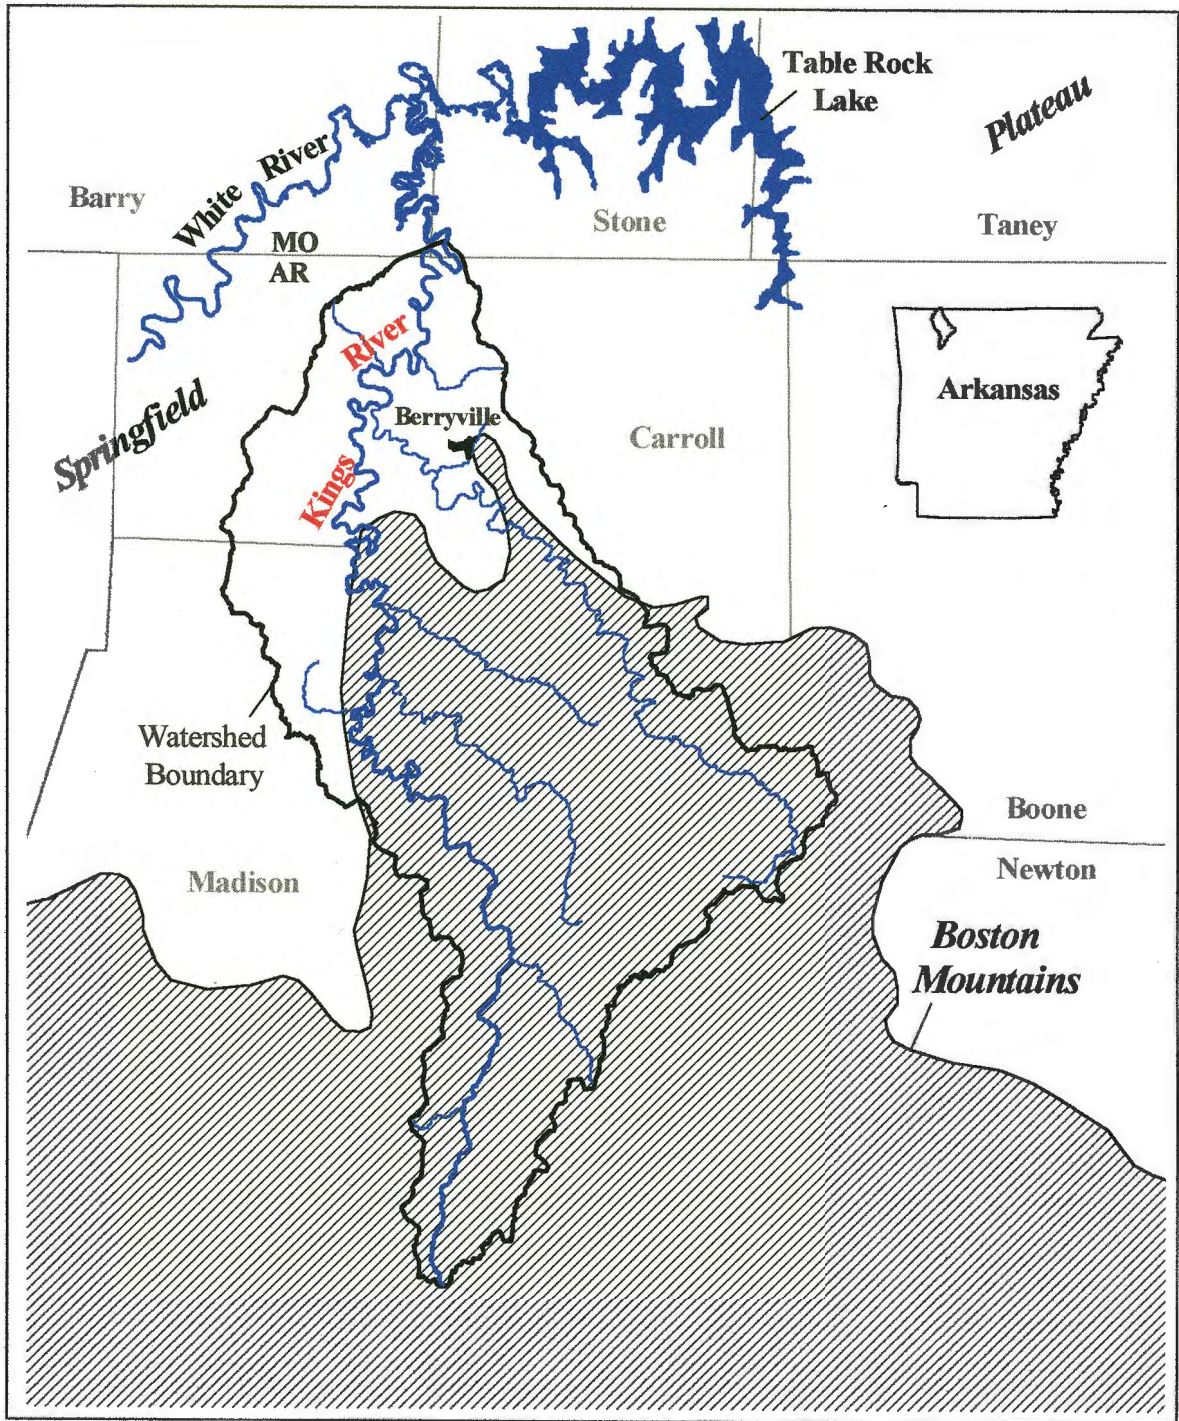 Table Rock
Lake
Plateau
White River
Barry
Stone
Taney
MO
AR
Kings River
Springfield
Berryville
Carroll
Arkansas
Watershed
Boundary
Boone
Newton
Madison
Boston
Mountains